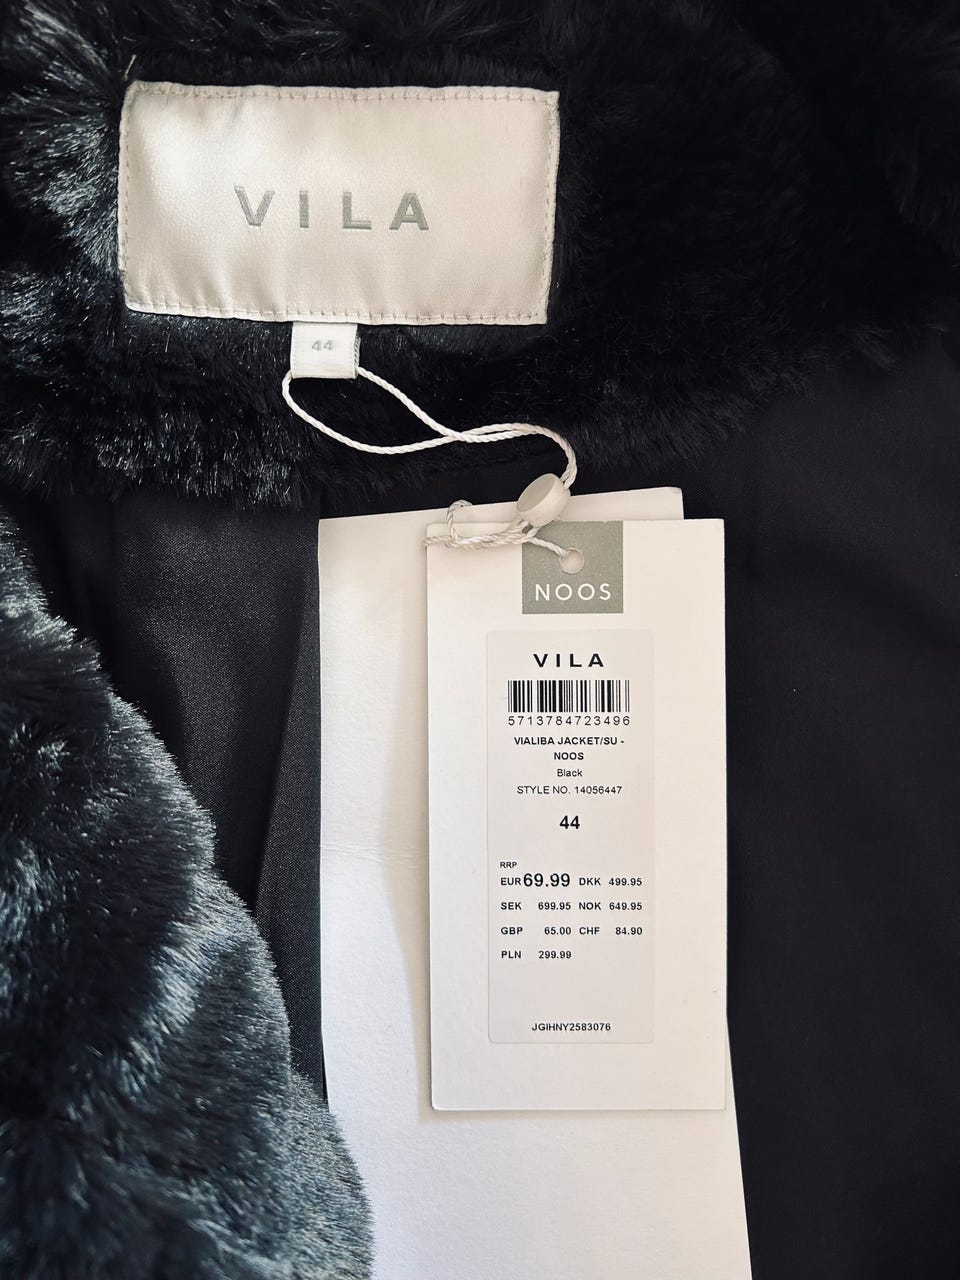 VILA
44
NOOS
VILA
5713784723496
VIALIBA JACKET/SU -
NOOS
Black
STYLE NO. 14056447
44
RRP
EUR 69.99 DKK 499.95
SEK 699.95 NOK 649.95
GBP 65.00 CHF 84.90
PLN 299.99
JGIHNY2583076